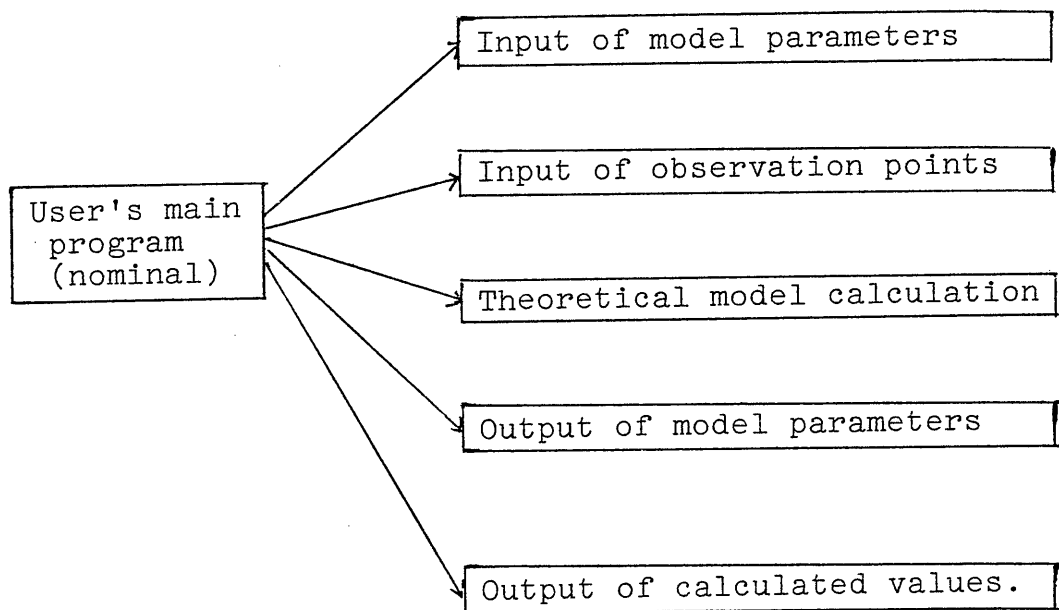 Input of model parameters
Input of observation points
User's main
program
(nominal)
Theoretical model calculation
Output of model parameters
Output of calculated values.